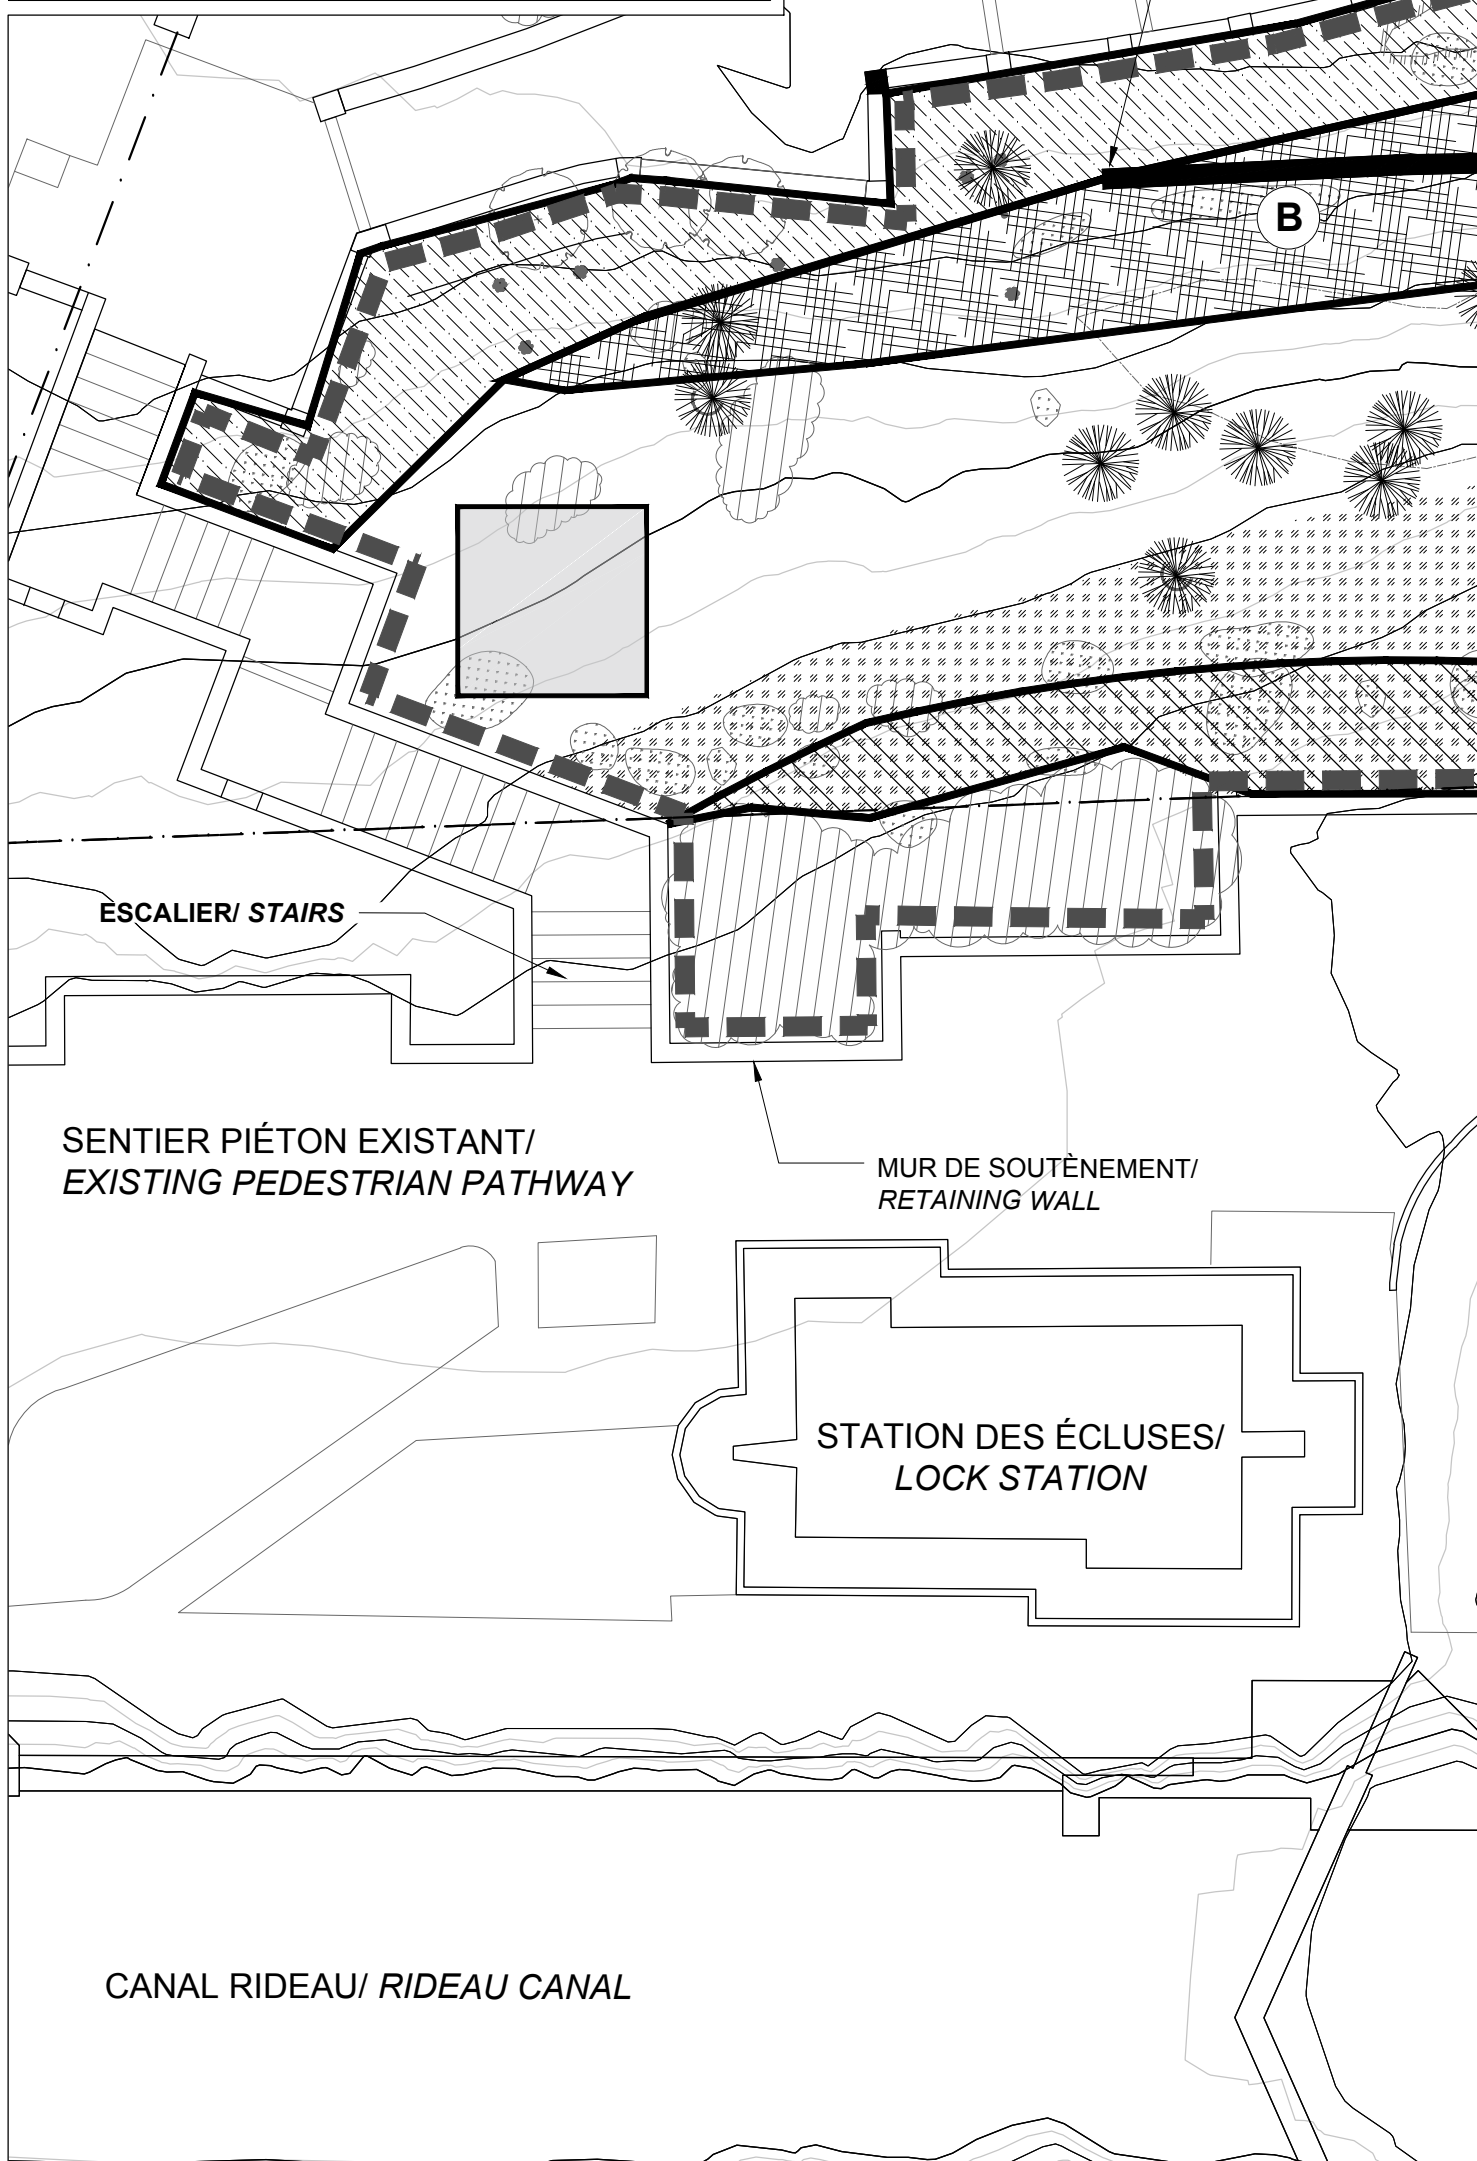 B
ESCALIER/ STAIRS
SENTIER PIÉTON EXISTANT/
EXISTING PEDESTRIAN PATHWAY
MUR DE SOUTÈNEMENT/
RETAINING WALL
STATION DES ÉCLUSES/
LOCK STATION
CANAL RIDEAU/ RIDEAU CANAL